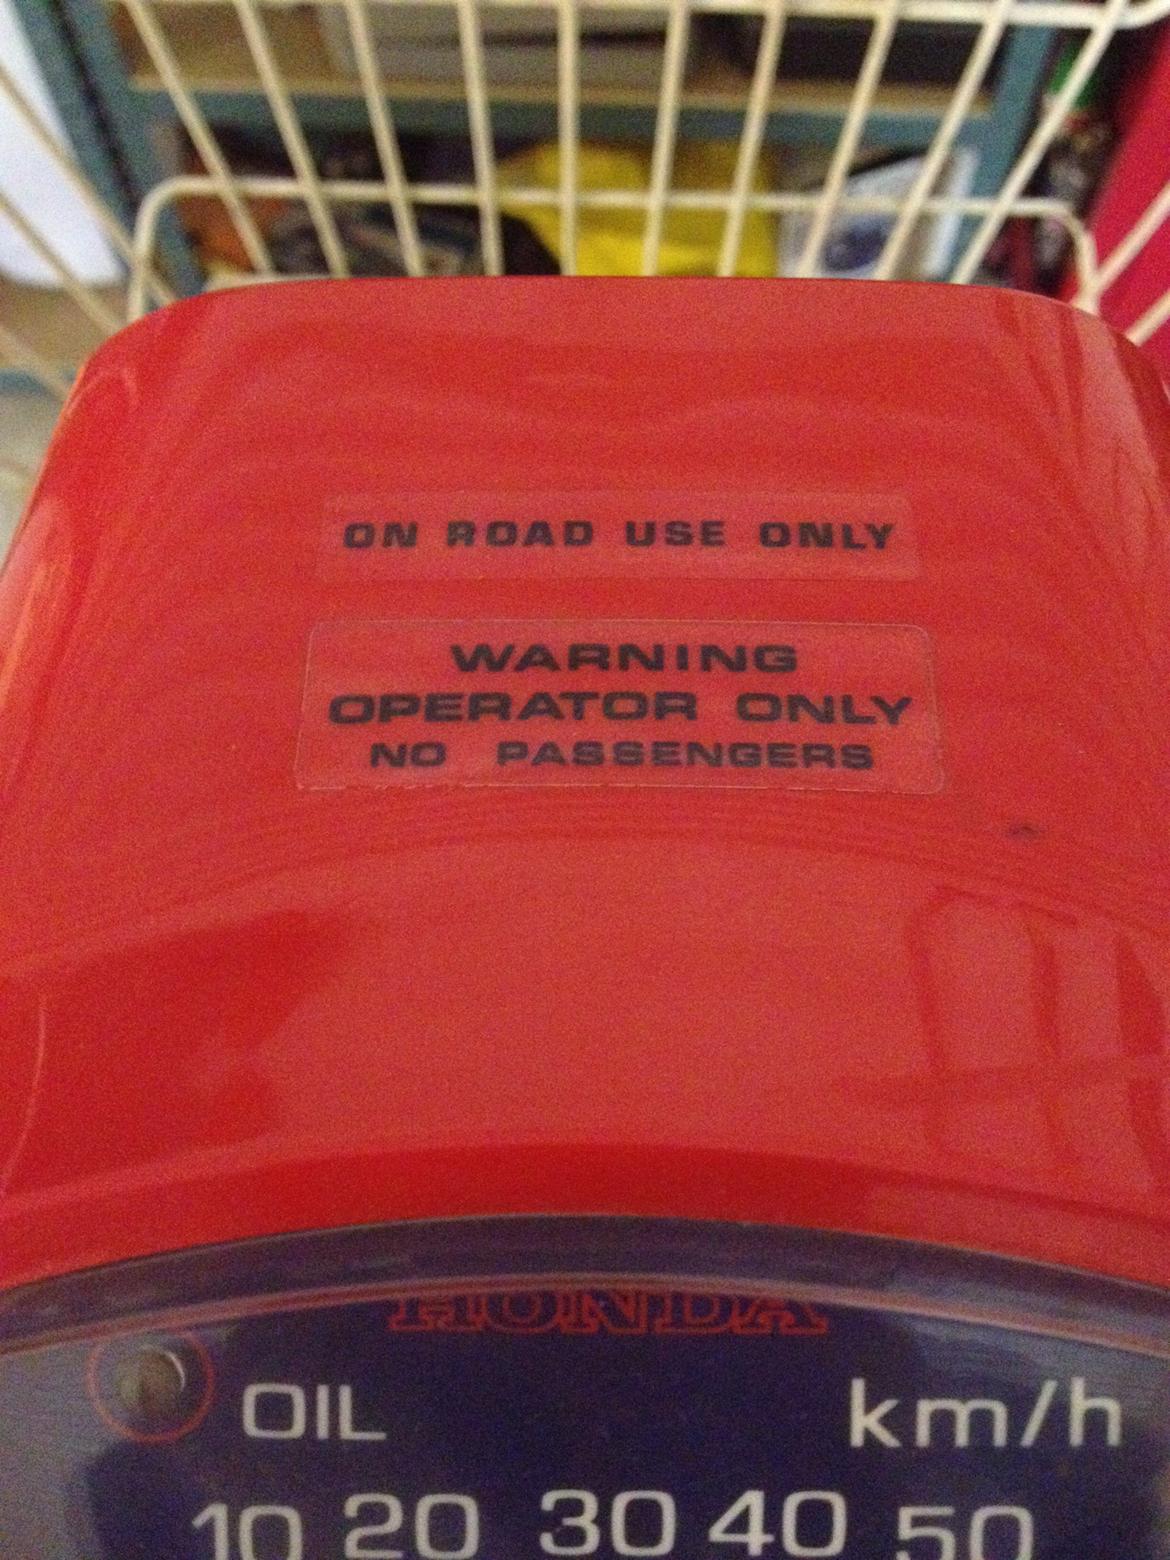 ON ROAD USE ONLY
WARNING
OPERATOR ONLY
NO PASSENGERS
HONDA
OIL
km/h
10 20 30 40 50